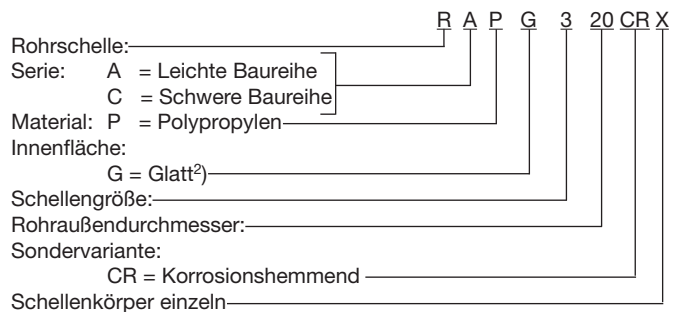 R A P G 3 20 CR X
Rohrschelle:
Serie: A = Leichte Baureihe
C = Schwere Baureihe
Material: P = Polypropylen
Innenfläche:
G = Glatt²)
Schellengröße:
Rohraußendurchmesser:
Sondervariante:
CR = Korrosionshemmend
Schellenkörper einzeln